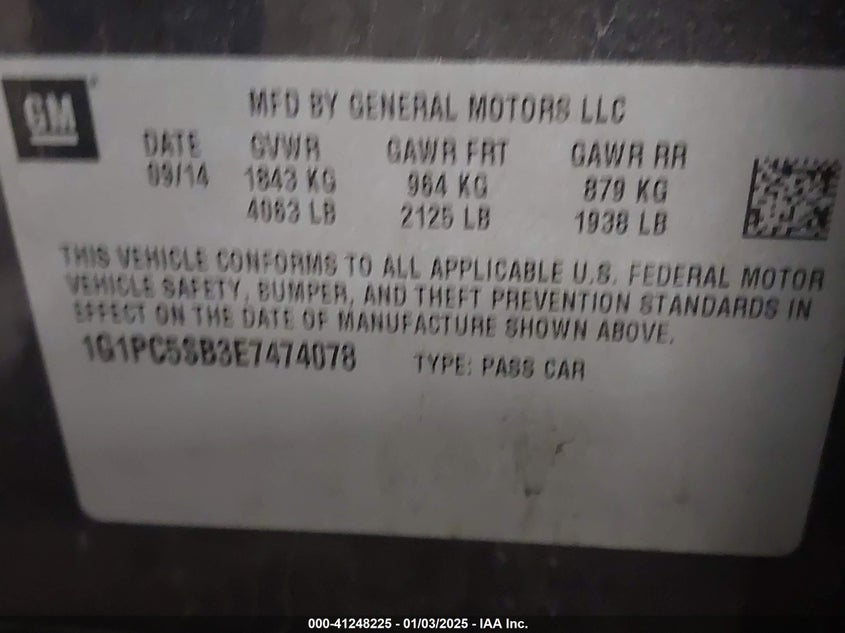 GM
MFD BY GENERAL MOTORS LLC
DATE GVWR GAWR FRT GAWR RR
09/14 1843 KG 964 KG 879 KG
4063 LB 2125 LB 1938 LB
THIS VEHICLE CONFORMS TO ALL APPLICABLE U.S. FEDERAL MOTOR
VEHICLE SAFETY, BUMPER, AND THEFT PREVENTION STANDARDS IN
EFFECT ON THE DATE OF MANUFACTURE SHOWN ABOVE.
1G1PC5SB3E7474078 TYPE: PASS CAR
000-41248225 - 01/03/2025 - IAA Inc.